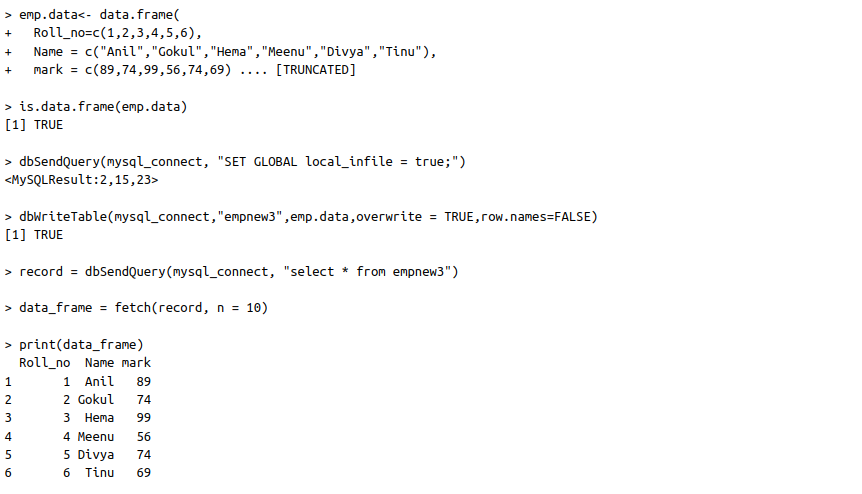 > emp.data<- data.frame(
+   Roll_no=c(1,2,3,4,5,6),
+   Name = c("Anil","Gokul","Hema","Meenu","Divya","Tinu"),
+   mark = c(89,74,99,56,74,69) .... [TRUNCATED]
> is.data.frame(emp.data)
[1] TRUE
> dbSendQuery(mysql_connect, "SET GLOBAL local_infile = true;")
<MySQLResult:2,15,23>
> dbWriteTable(mysql_connect,"empnew3",emp.data,overwrite = TRUE,row.names=FALSE)
[1] TRUE
> record = dbSendQuery(mysql_connect, "select * from empnew3")
> data_frame = fetch(record, n = 10)
> print(data_frame)
  Roll_no  Name mark
1       1  Anil   89
2       2 Gokul   74
3       3  Hema   99
4       4 Meenu   56
5       5 Divya   74
6       6  Tinu   69